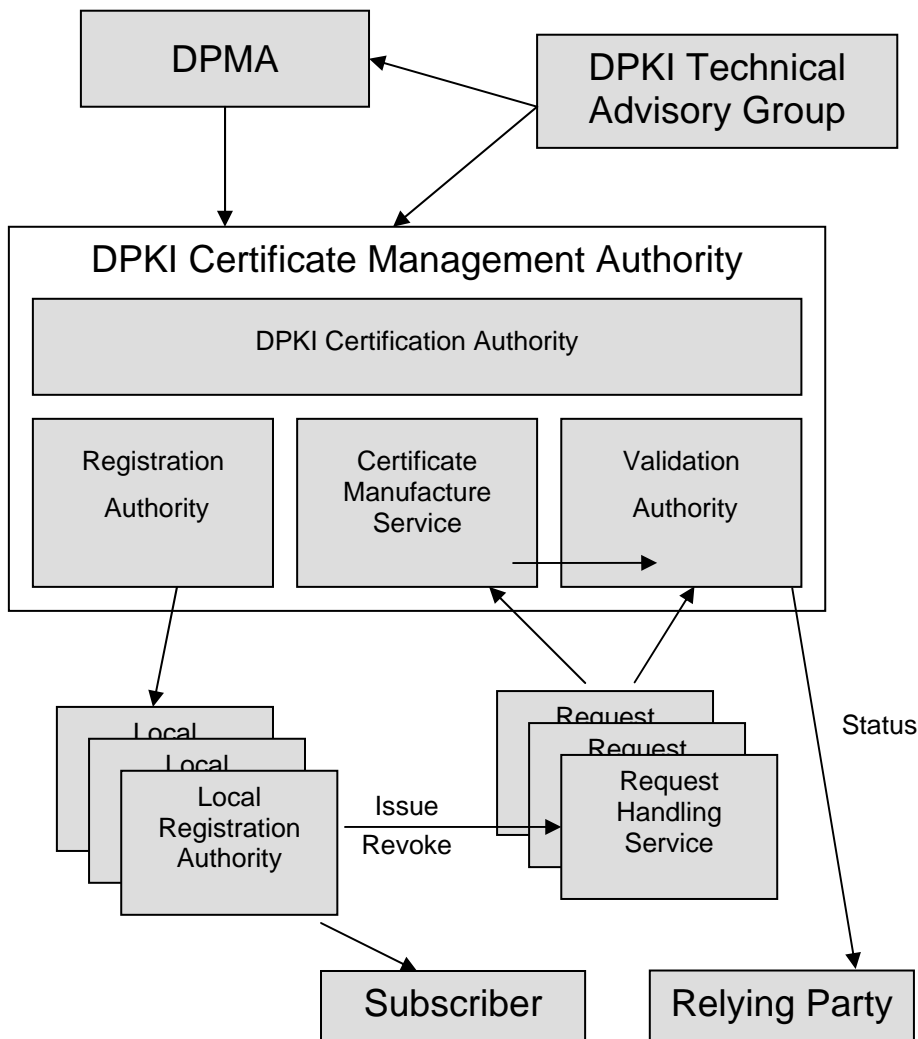 DPMA
DPKI Technical
Advisory Group
DPKI Certificate Management Authority
DPKI Certification Authority
Registration
Authority
Certificate
Manufacture
Service
Validation
Authority
Local
Local
Local
Registration
Authority
Issue
Revoke
Request
Request
Request
Handling
Service
Status
Subscriber
Relying Party